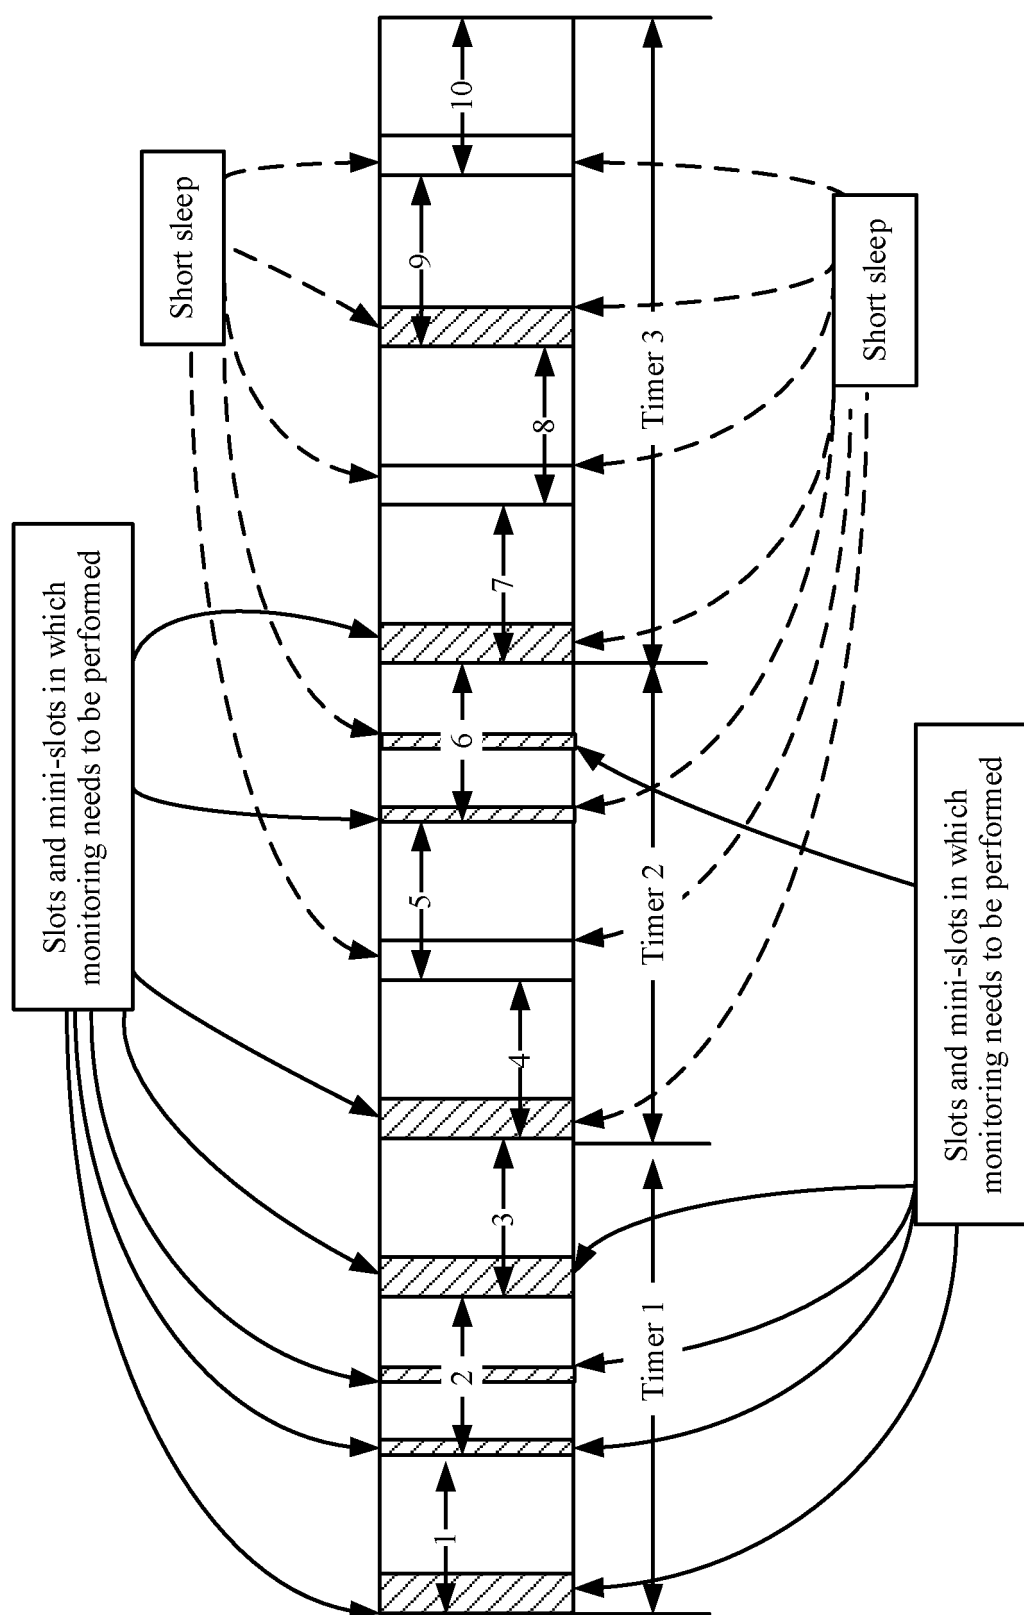 Slots and mini-slots in which
monitoring needs to be performed
Short sleep
1
2
3
4
5
6
7
8
9
10
Timer 1
Timer 2
Timer 3
Short sleep
Slots and mini-slots in which
monitoring needs to be performed